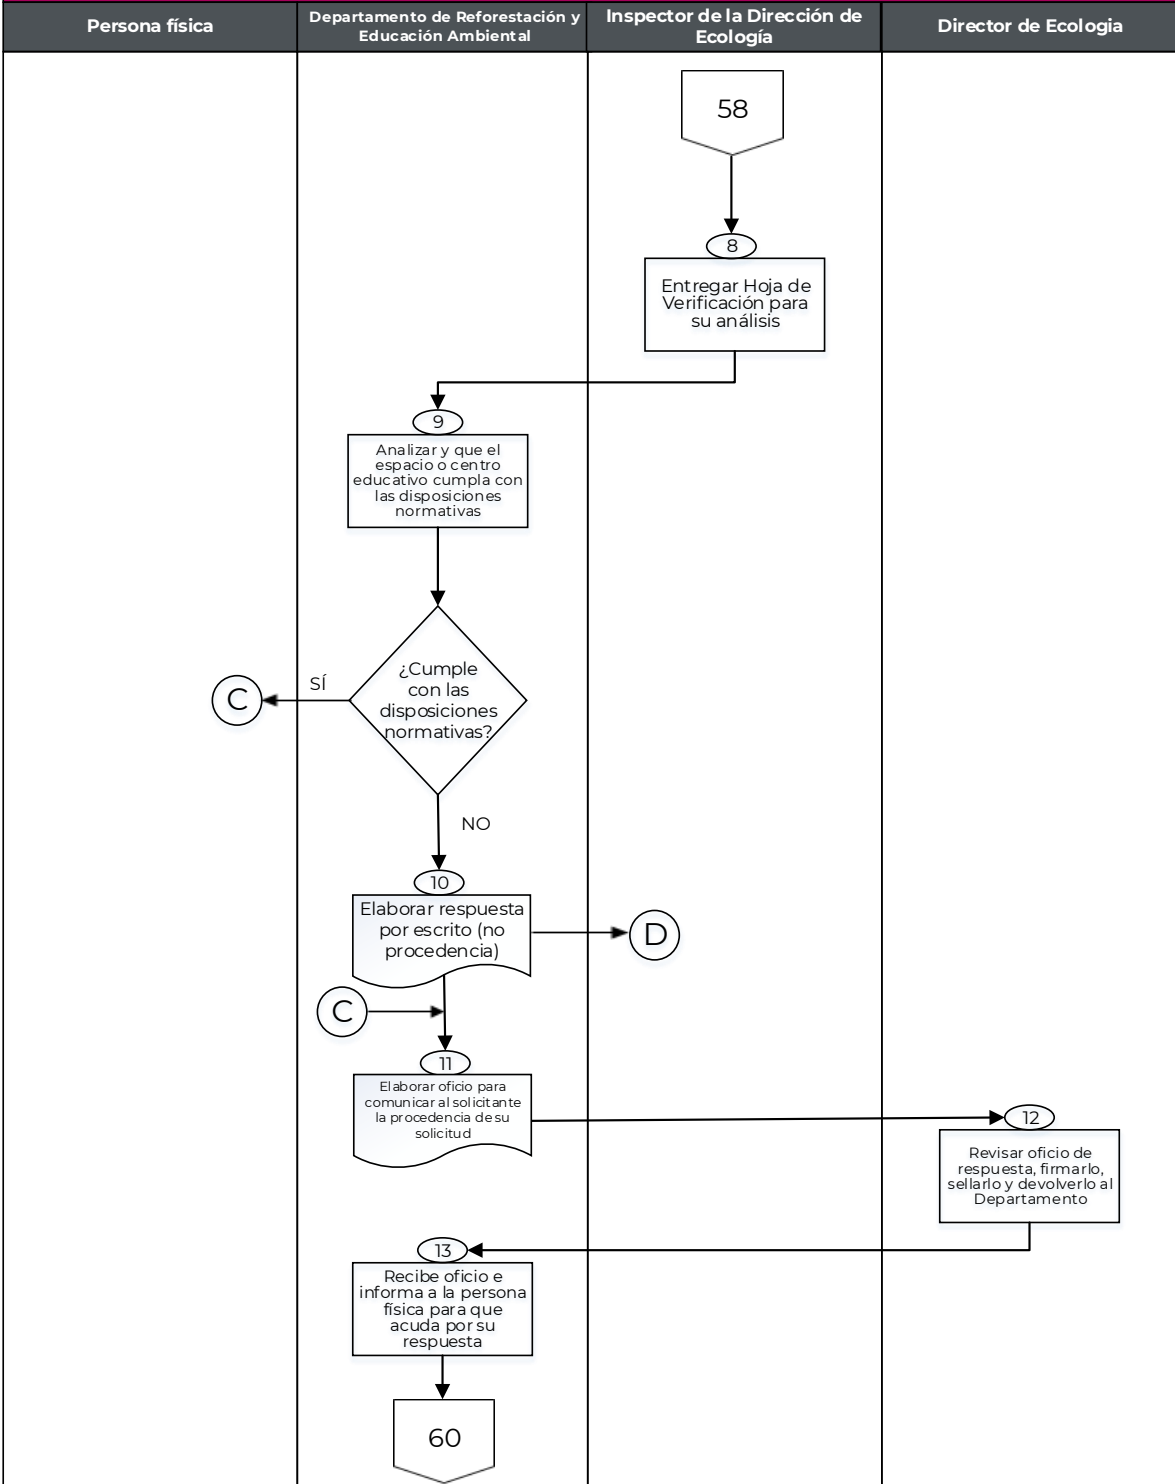 Persona física
Departamento de Reforestación y
Educación Ambiental
Inspector de la Dirección de
Ecología
Director de Ecologia
58
8
Entregar Hoja de
Verificación para
su análisis
9
Analizar y que el
espacio o centro
educativo cumpla con
las disposiciones
normativas
¿Cumple
con las
disposiciones
normativas?
SÍ
C
NO
10
Elaborar respuesta
por escrito (no
procedencia)
D
C
11
Elaborar oficio para
comunicar al solicitante
la procedencia de su
solicitud
12
Revisar oficio de
respuesta, firmarlo,
sellarlo y devolverlo al
Departamento
13
Recibe oficio e
informa a la persona
física para que
acuda por su
respuesta
60